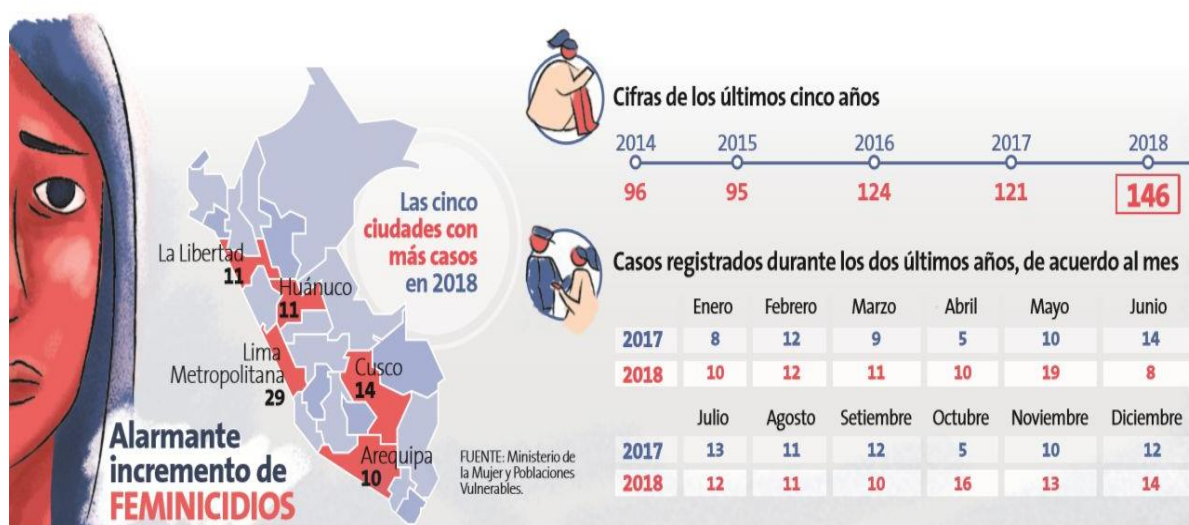 Alarmante
incremento de
FEMINICIDIOS
Las cinco
ciudades con
más casos
en 2018
La Libertad
11
Huánuco
11
Lima
Metropolitana
29
Cusco
14
Arequipa
10
FUENTE: Ministerio de
la Mujer y Poblaciones
Vulnerables.
Cifras de los últimos cinco años
2014 2015 2016 2017 2018
96 95 124 121 146
Casos registrados durante los dos últimos años, de acuerdo al mes
Enero Febrero Marzo Abril Mayo Junio
2017 8 12 9 5 10 14
2018 10 12 11 10 19 8
Julio Agosto Setiembre Octubre Noviembre Diciembre
2017 13 11 12 5 10 12
2018 12 11 10 16 13 14